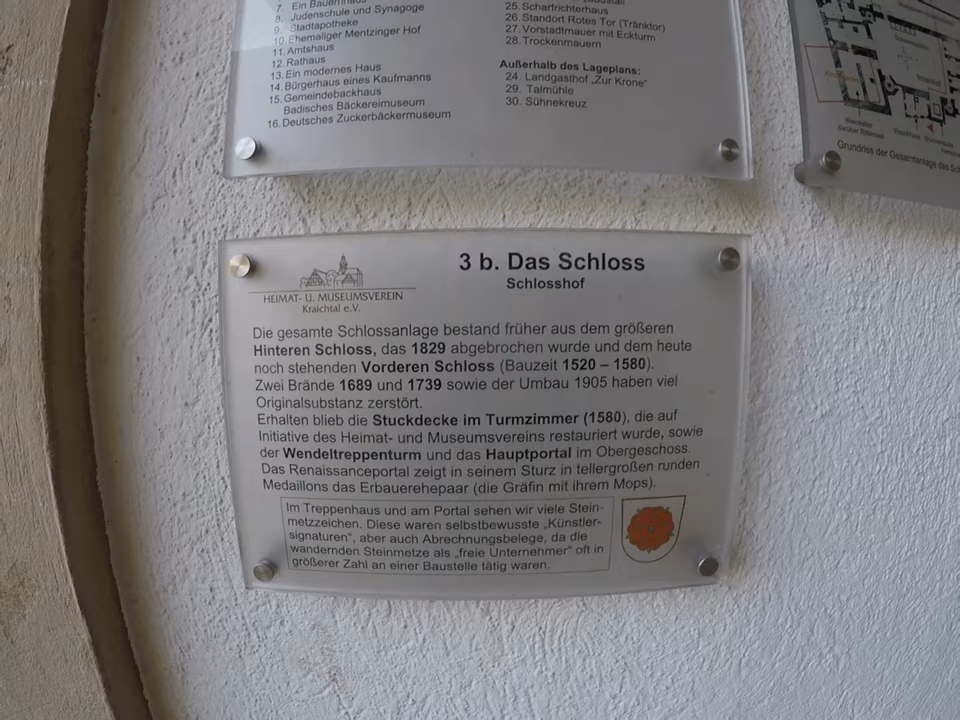 7. Ein Bauernhaus
8. Judenschule und Synagoge
9. Stadtapotheke
10. Ehemaliger Mentzinger Hof
11. Amtshaus
12. Rathaus
13. Ein modernes Haus
14. Bürgerhaus eines Kaufmanns
15. Gemeindebackhaus
Badisches Bäckereimuseum
16. Deutsches Zuckerbäckermuseum
25. Scharfrichterhaus
26. Standort Rotes Tor (Tränktor)
27. Vorstadtmauer mit Eckturm
28. Trockenmauern
Außerhalb des Lageplans:
24. Landgasthof „Zur Krone"
29. Talmühle
30. Sühnekreuz
Grundriss der Gesamtanlage des
3 b. Das Schloss
Schlosshof
HEIMAT- U. MUSEUMSVEREIN
Kraichtal e.V.
Die gesamte Schlossanlage bestand früher aus dem größeren
Hinteren Schloss, das 1829 abgebrochen wurde und dem heute
noch stehenden Vorderen Schloss (Bauzeit 1520 – 1580).
Zwei Brände 1689 und 1739 sowie der Umbau 1905 haben viel
Originalsubstanz zerstört.
Erhalten blieb die Stuckdecke im Turmzimmer (1580), die auf
Initiative des Heimat- und Museumsvereins restauriert wurde, sowie
der Wendeltreppenturm und das Hauptportal im Obergeschoss.
Das Renaissanceportal zeigt in seinem Sturz in tellergroßen runden
Medaillons das Erbauerehepaar (die Gräfin mit ihrem Mops).
Im Treppenhaus und am Portal sehen wir viele Stein-
metzzeichen. Diese waren selbstbewusste „Künstler-
signaturen", aber auch Abrechnungsbelege, da die
wandernden Steinmetze als „freie Unternehmer" oft in
größerer Zahl an einer Baustelle tätig waren.